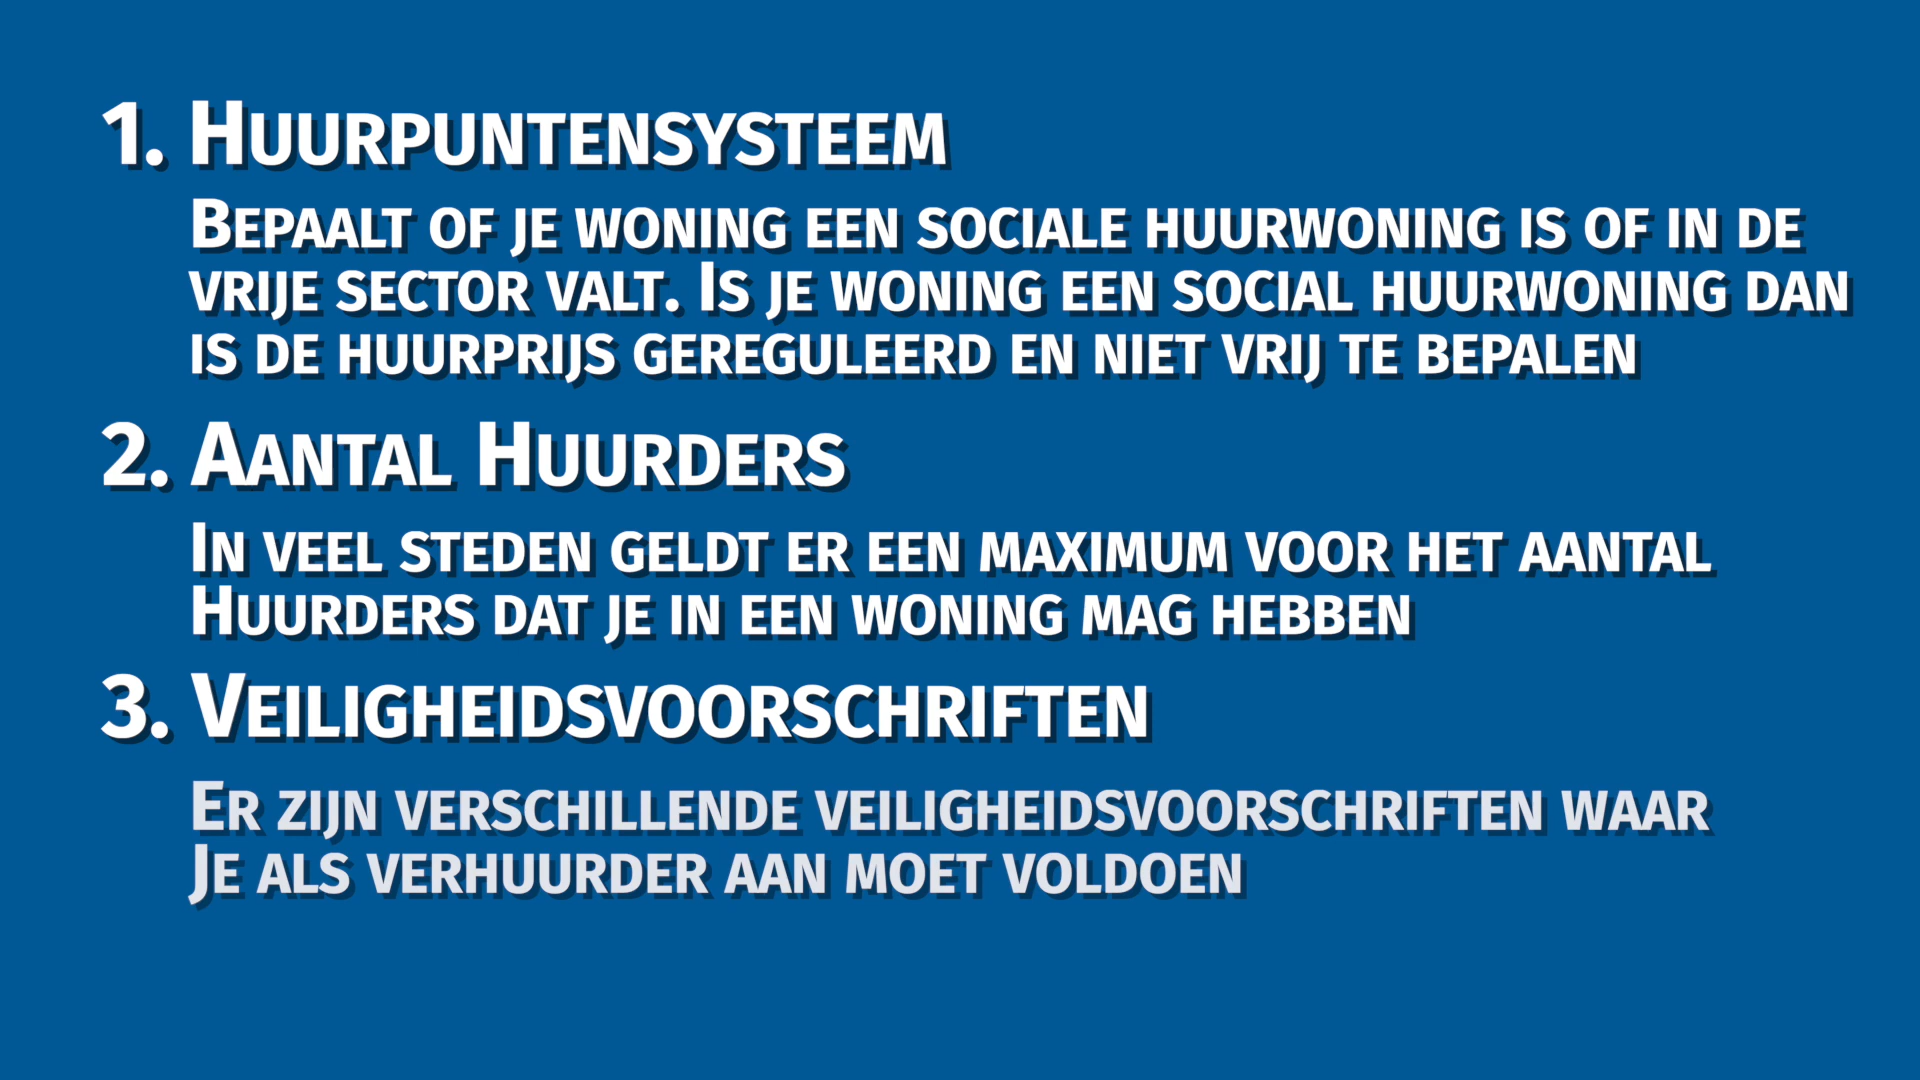 1. Huurpuntensysteem
Bepaalt of je woning een sociale huurwoning is of in de
vrije sector valt. Is je woning een social huurwoning dan
is de huurprijs gereguleerd en niet vrij te bepalen
2. Aantal Huurders
In veel steden geldt er een maximum voor het aantal
Huurders dat je in een woning mag hebben
3. Veiligheidsvoorschriften
Er zijn verschillende veiligheidsvoorschriften waar
Je als verhuurder aan moet voldoen